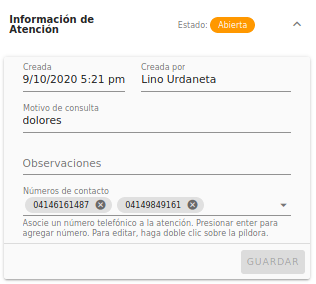 Información de
Atención
Estado: Abierta
Creada
9/10/2020 5:21 pm
Creada por
Lino Urdaneta
Motivo de consulta
dolores
Observaciones
Números de contacto
04146161487
04149849161
Asocie un número telefónico a la atención. Presionar enter para
agregar número. Para editar, haga doble clic sobre la píldora.
GUARDAR